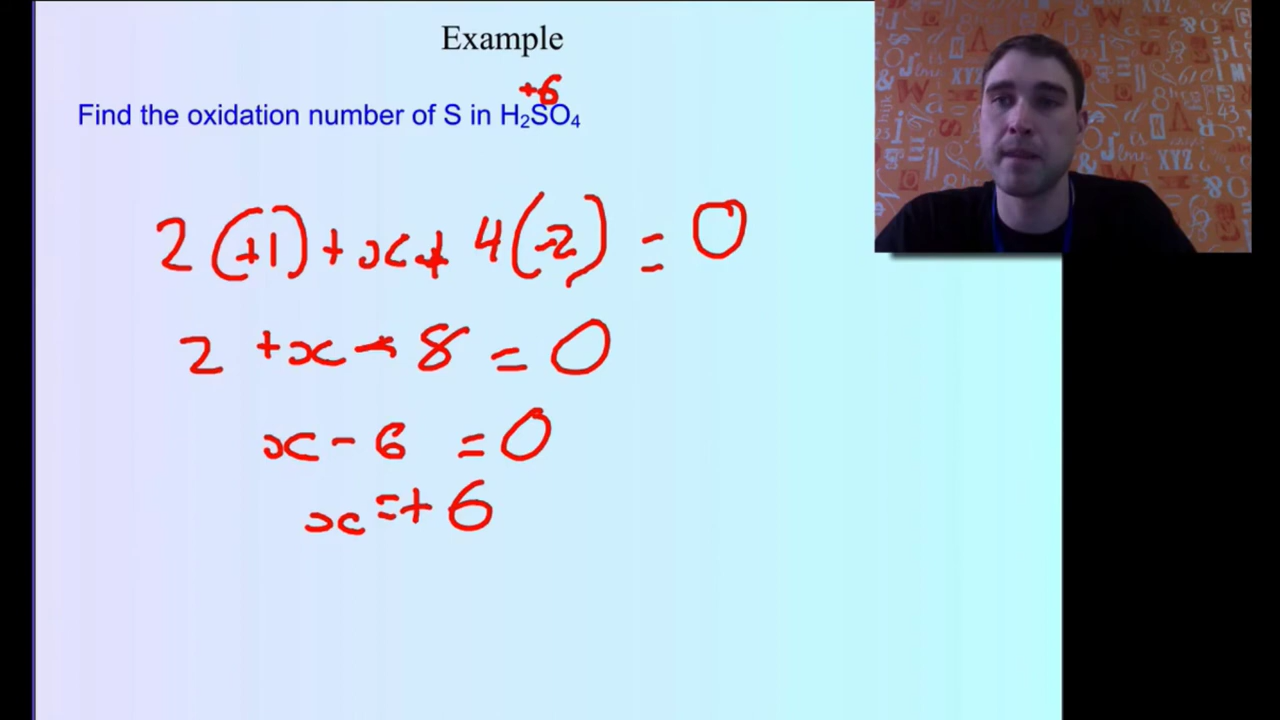 Example
+6
Find the oxidation number of S in H₂SO₄
2(+1)+x+4(-2)=0
2+x-8=0
x-6=0
x=+6